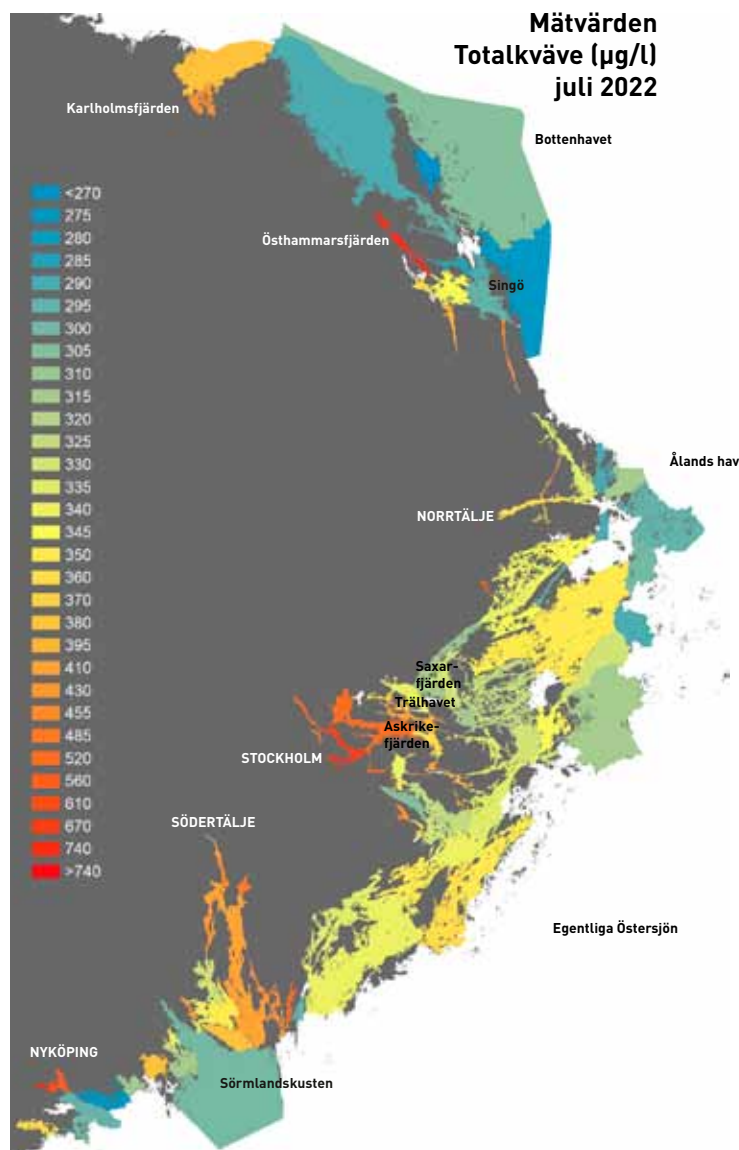 Mätvärden
Totalkväve (µg/l)
juli 2022
Karlholmsfjärden
Bottenhavet
<270
275
280
285
290
295
300
305
310
315
320
325
330
335
340
345
350
360
370
380
395
410
430
455
485
520
560
610
670
740
>740
Östhammarsfjärden
Singö
Ålands hav
NORRTÄLJE
Saxar-
fjärden
Trälhavet
Askrike-
fjärden
STOCKHOLM
SÖDERTÄLJE
Egentliga Östersjön
NYKÖPING
Sörmlandskusten